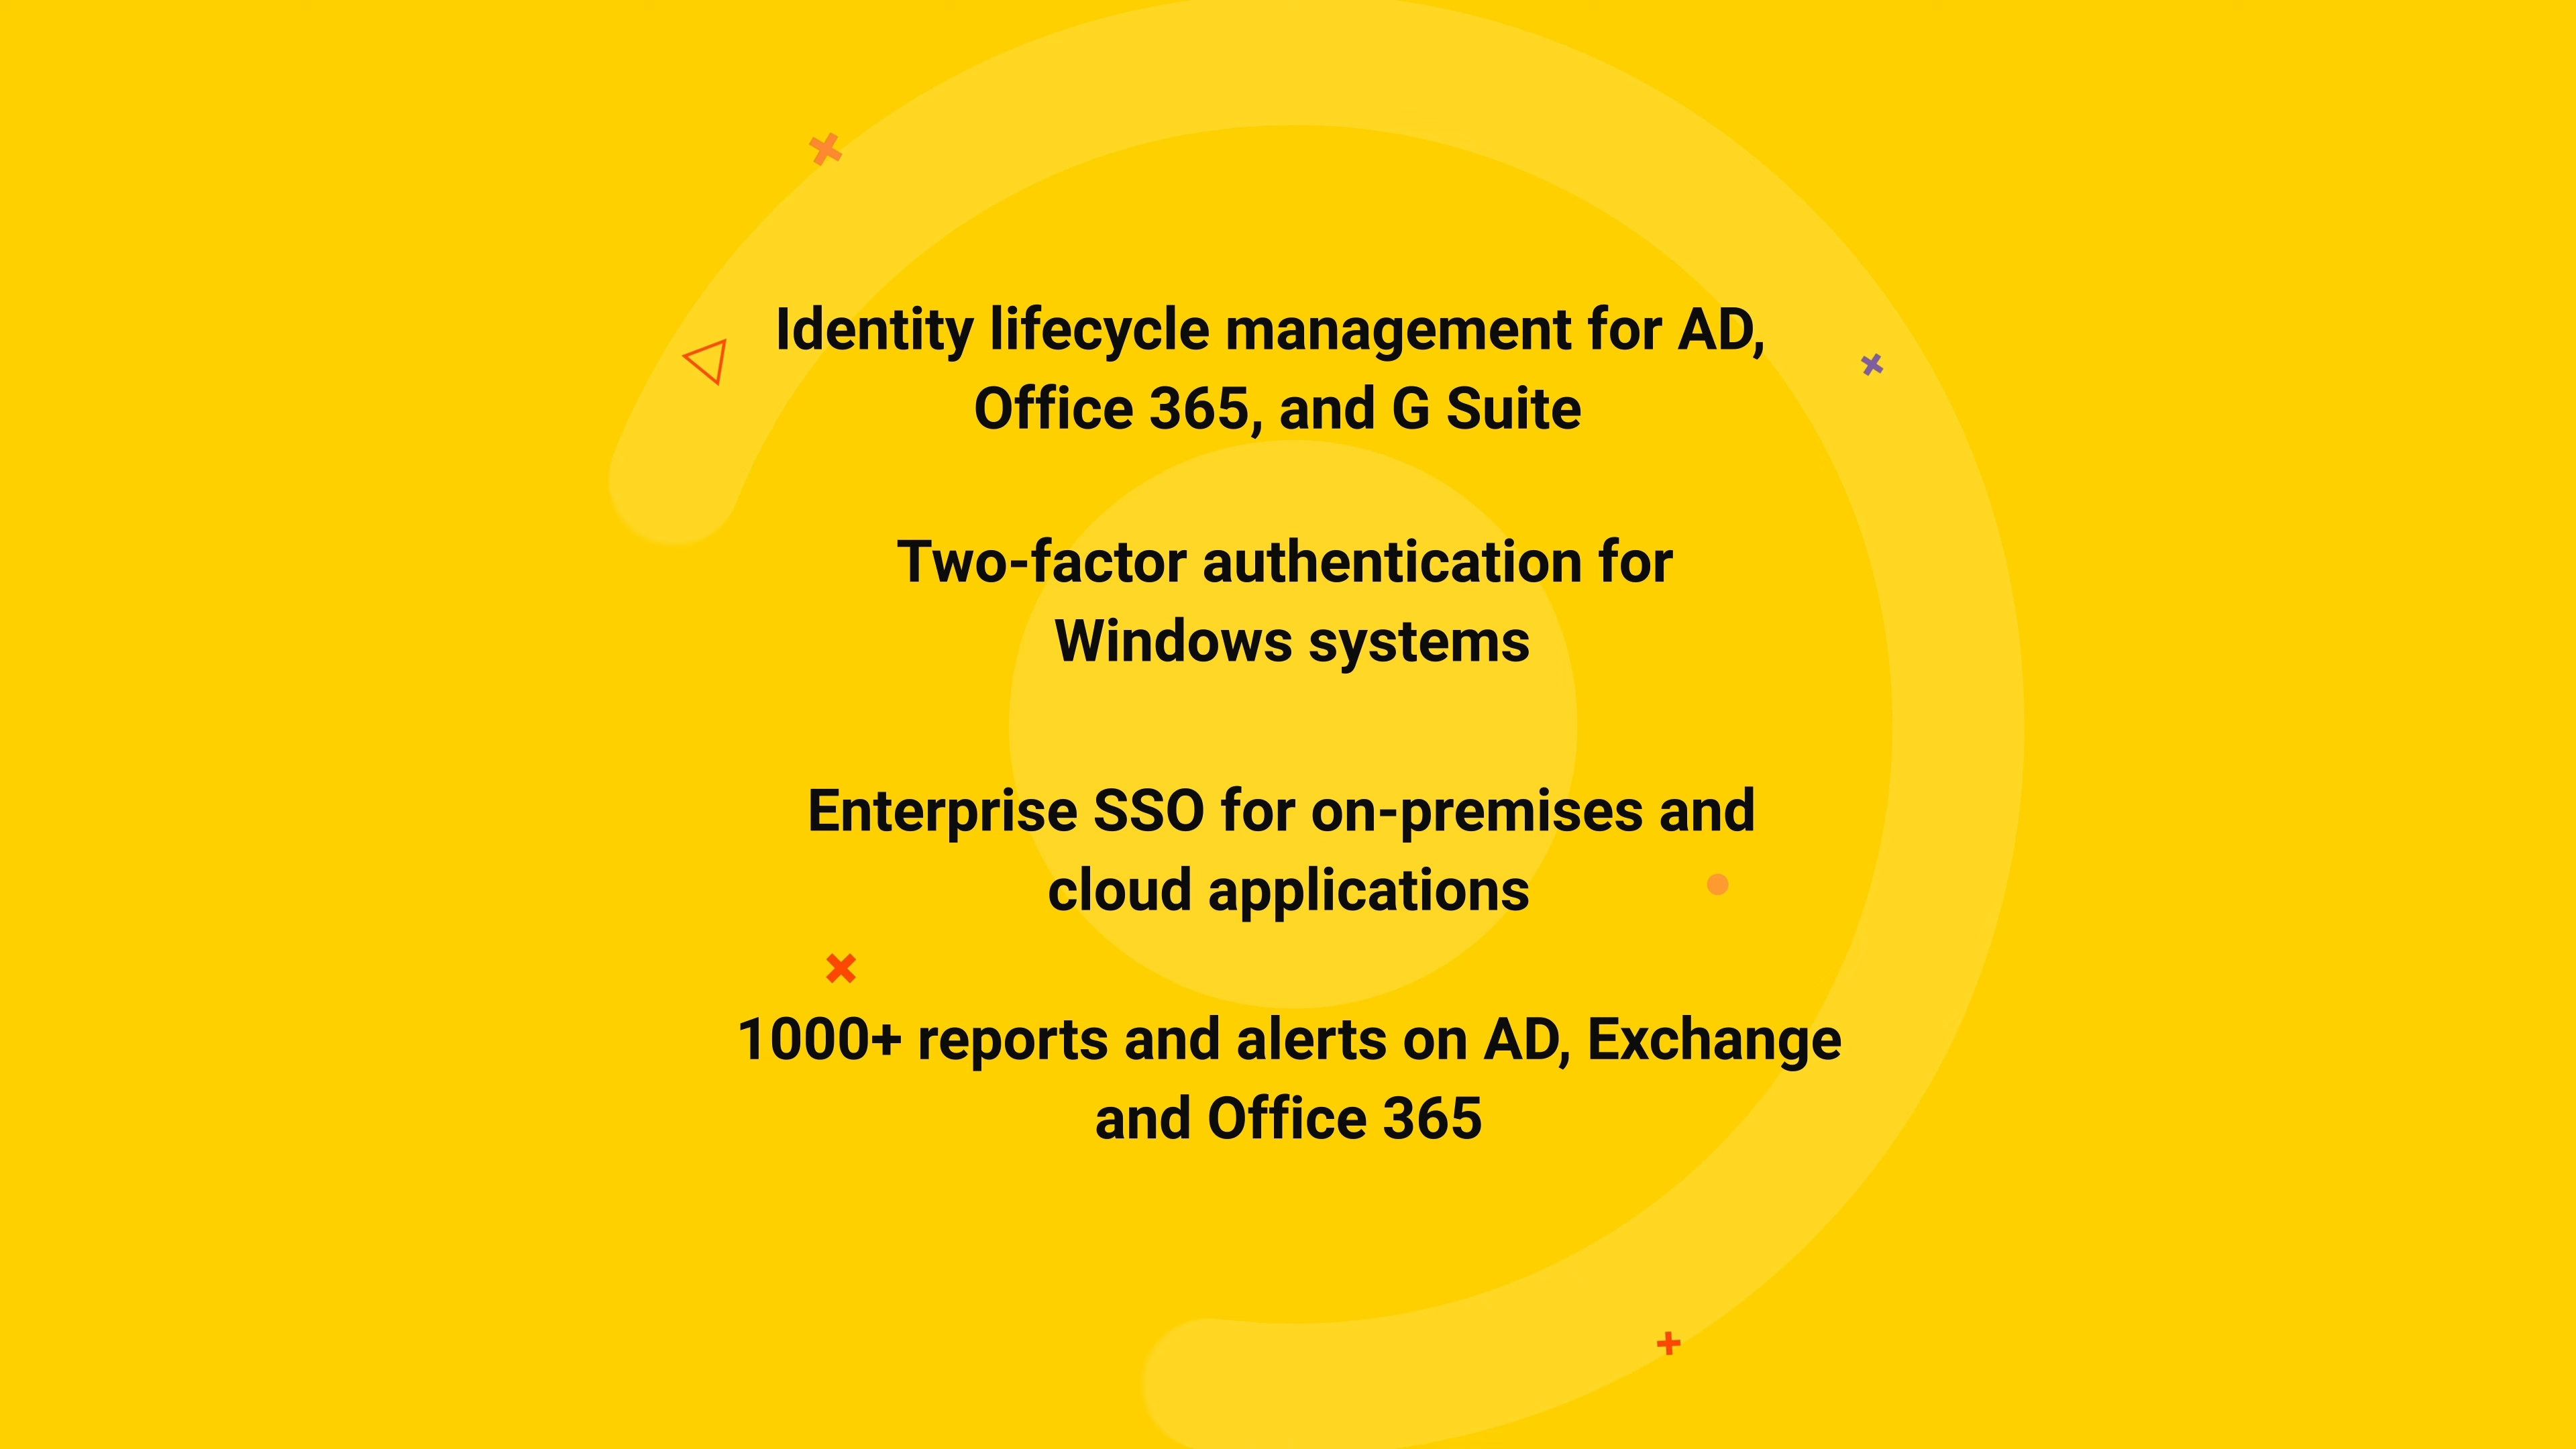 Identity lifecycle management for AD,
Office 365, and G Suite
Two-factor authentication for
Windows systems
Enterprise SSO for on-premises and
cloud applications
1000+ reports and alerts on AD, Exchange
and Office 365